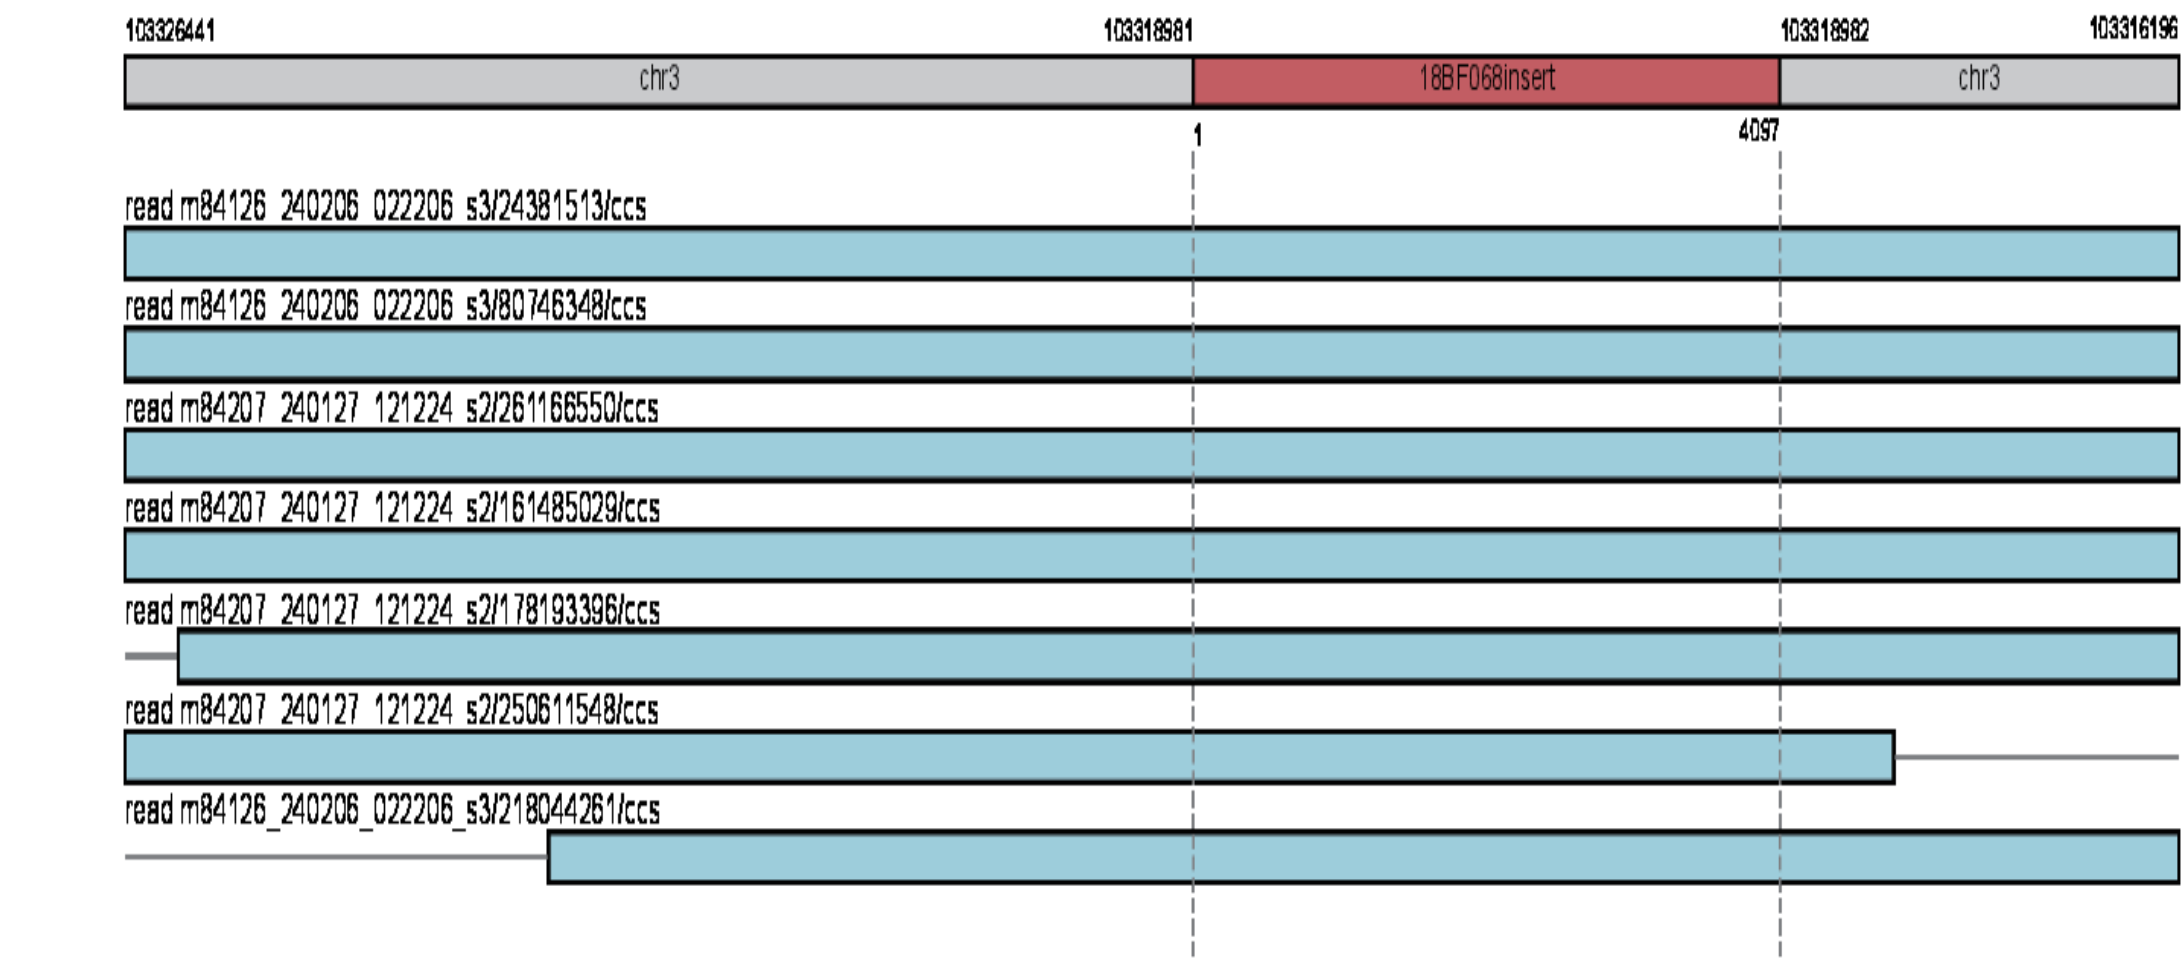 103326441 103318981 103318982 103316196
chr3 18BF068insert chr3
1 4097
read m84126_240206_022206_s3/24381513/ccs
read m84126_240206_022206_s3/80746348/ccs
read m84207_240127_121224_s2/261166550/ccs
read m84207_240127_121224_s2/161485029/ccs
read m84207_240127_121224_s2/178193396/ccs
read m84207_240127_121224_s2/250611548/ccs
read m84126_240206_022206_s3/218044261/ccs